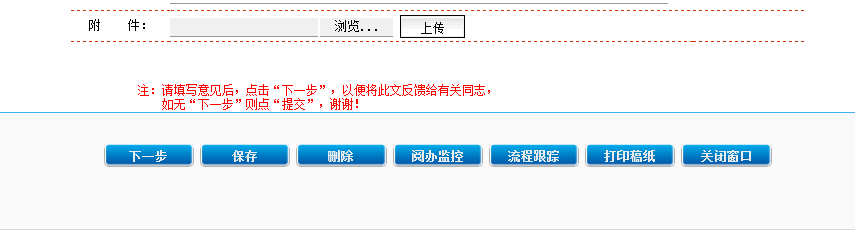 附 件： 浏览... 上传
注：请填写意见后，点击“下一步”，以便将此文反馈给有关同志，
如无“下一步”则点“提交”，谢谢！
下一步 保存 删除 阅办监控 流程跟踪 打印稿纸 关闭窗口